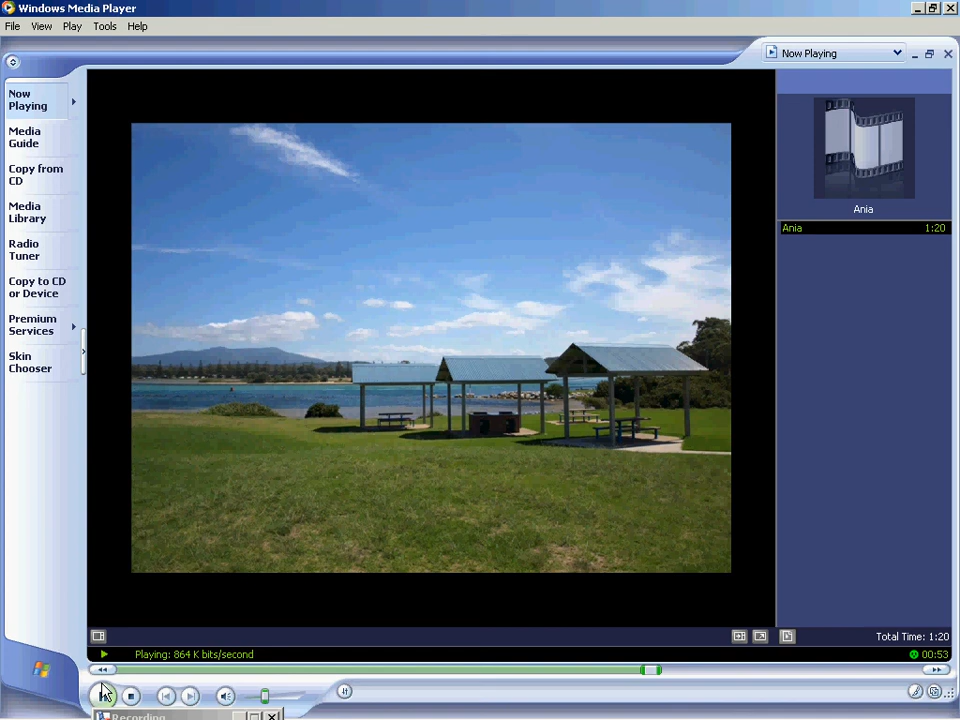 Windows Media Player
File View Play Tools Help
Now Playing
Now
Playing
Media
Guide
Copy from
CD
Media
Library
Radio
Tuner
Copy to CD
or Device
Premium
Services
Skin
Chooser
Ania
Ania 1:20
Total Time: 1:20
Playing: 864 K bits/second 00:53
Recording